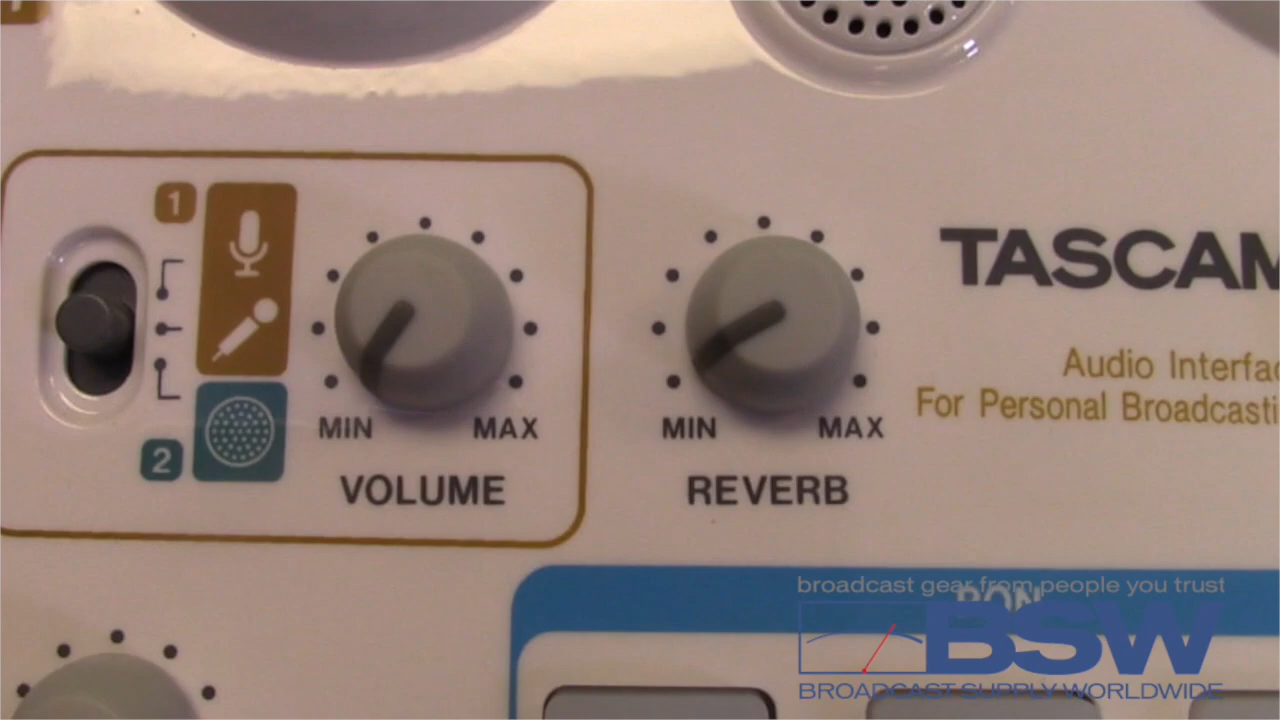 1
TASCAM
Audio Interfac
For Personal Broadcasti
MIN MAX
MIN MAX
2
VOLUME
REVERB
broadcast gear from people you trust
PON
BSW
BROADCAST SUPPLY WORLDWIDE